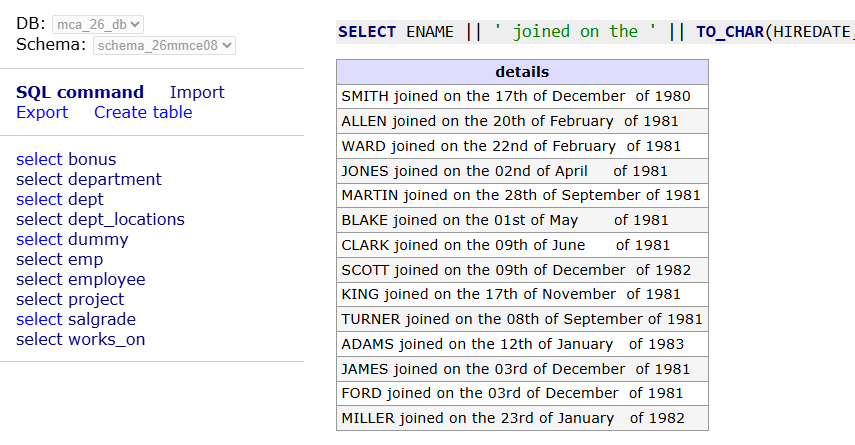 DB: mca_26_db
Schema: schema_26mmce08
SQL command Import
Export Create table
select bonus
select department
select dept
select dept_locations
select dummy
select emp
select employee
select project
select salgrade
select works_on
SELECT ENAME || ' joined on the ' || TO_CHAR(HIREDATE,
details
SMITH joined on the 17th of December  of 1980
ALLEN joined on the 20th of February  of 1981
WARD joined on the 22nd of February  of 1981
JONES joined on the 02nd of April     of 1981
MARTIN joined on the 28th of September of 1981
BLAKE joined on the 01st of May       of 1981
CLARK joined on the 09th of June      of 1981
SCOTT joined on the 09th of December  of 1982
KING joined on the 17th of November  of 1981
TURNER joined on the 08th of September of 1981
ADAMS joined on the 12th of January   of 1983
JAMES joined on the 03rd of December  of 1981
FORD joined on the 03rd of December  of 1981
MILLER joined on the 23rd of January   of 1982